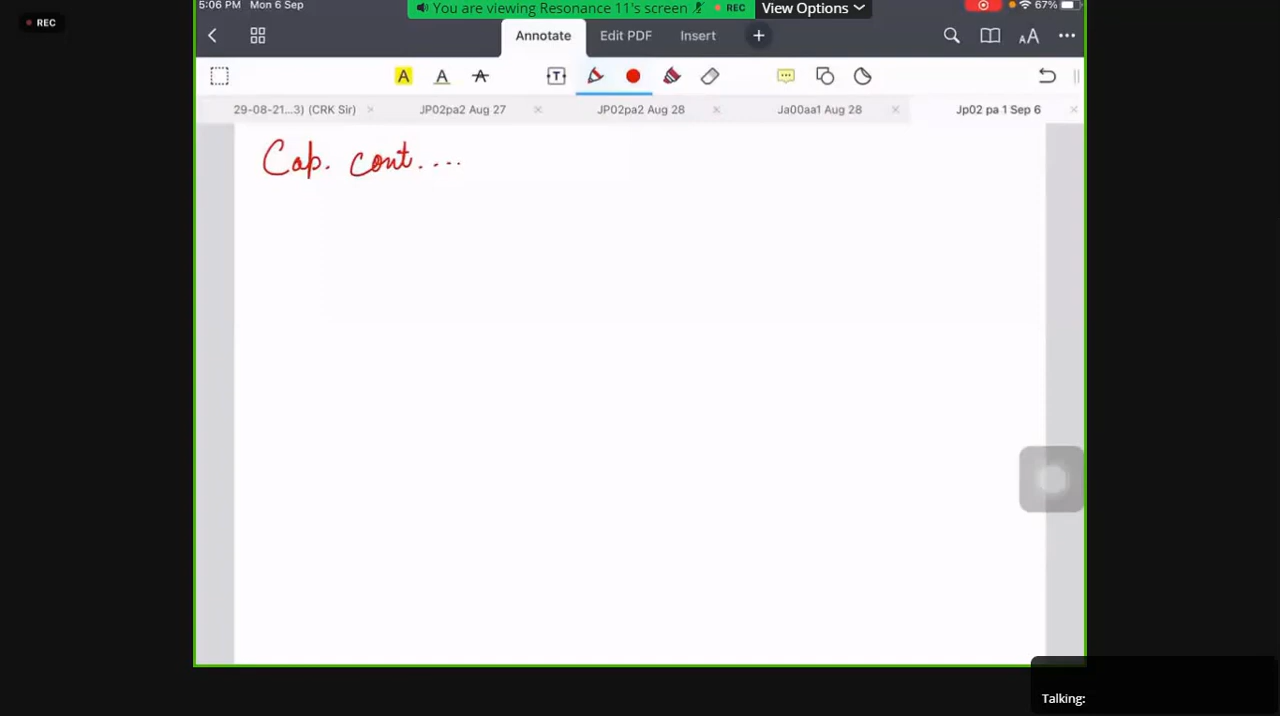 5:06 PM Mon 6 Sep
You are viewing Resonance 11's screen REC View Options
67%
REC
Annotate Edit PDF Insert +
A A A T AA
29-08-21...3) (CRK Sir) × JP02pa2 Aug 27 × JP02pa2 Aug 28 × Ja00aa1 Aug 28 × Jp02 pa 1 Sep 6 ×
Cap. cont. ...
Talking: